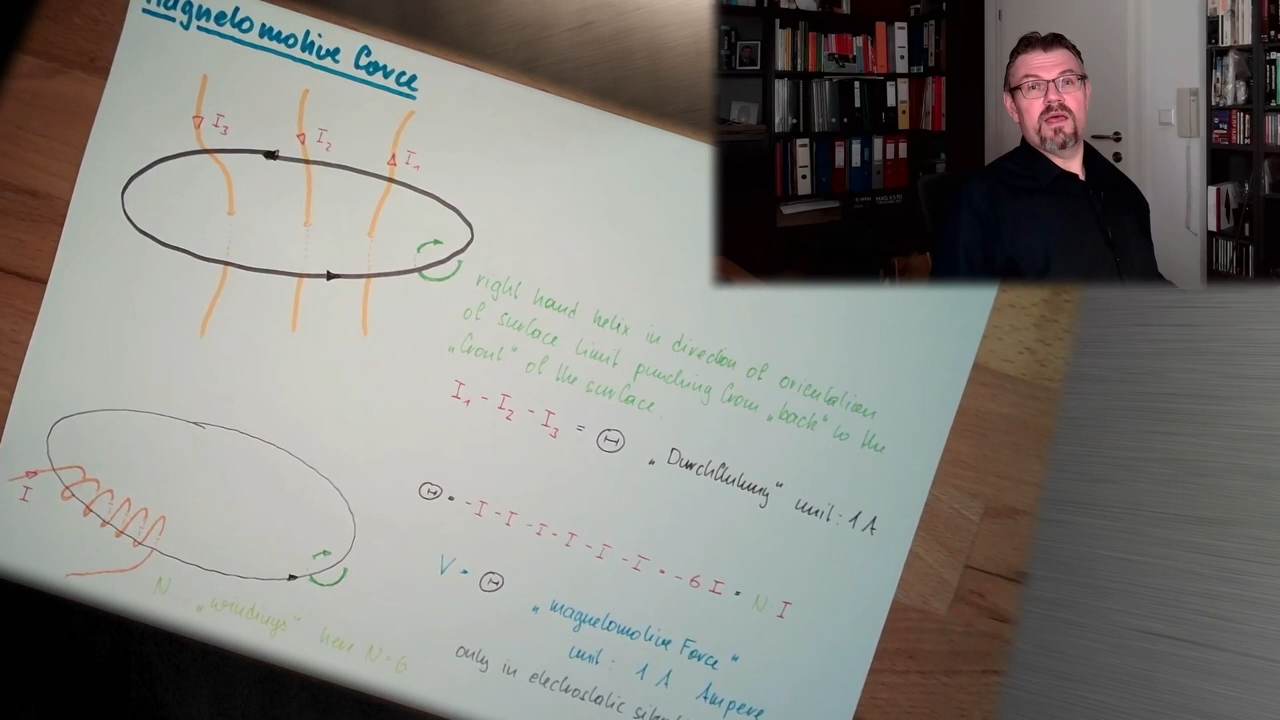 Magnetomotive Force
I₃
I₂
I₁
right hand helix in direction of orientation
of surface limit punching from „back" to the
„front" of the surface.
I₁ - I₂ - I₃ = Θ „Durchflutung" unit: 1 A
I
Θ = -I-I-I-I-I-I = -6 I = N I
V = Θ „magnetomotive Force"
unit: 1 A Ampere
N „windings" here N=6
only in electrostatic